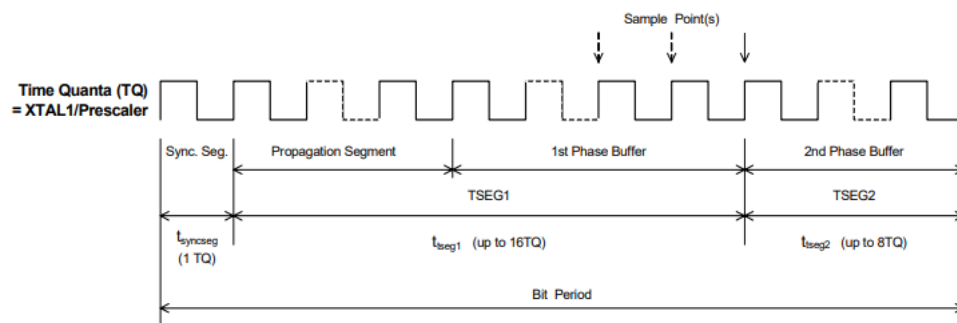 Sample Point(s)
Time Quanta (TQ)
= XTAL1/Prescaler
Sync. Seg. Propagation Segment 1st Phase Buffer 2nd Phase Buffer
TSEG1 TSEG2
tsyncseg
(1 TQ)
ttseg1 (up to 16TQ) ttseg2 (up to 8TQ)
Bit Period